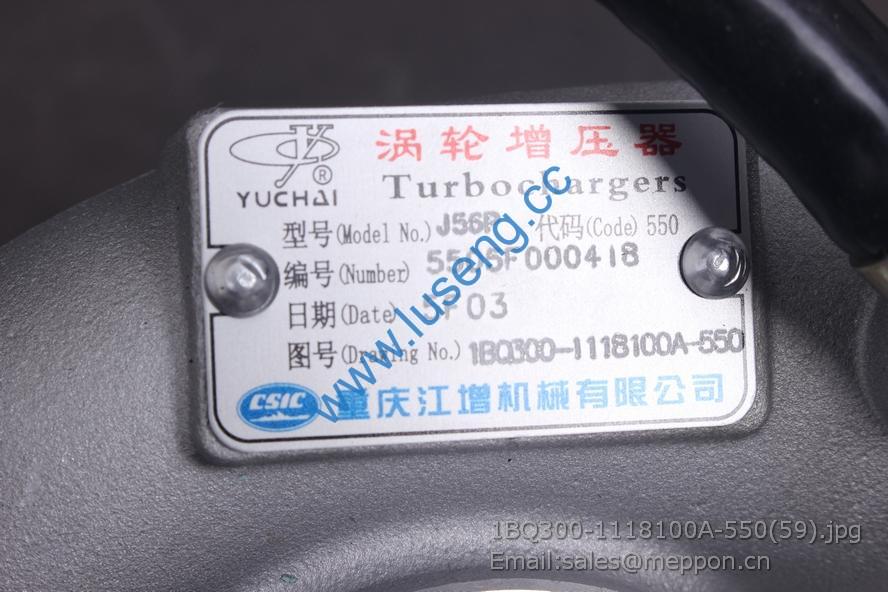 涡轮增压器
YUCHAI ®
Turbochargers
型号(Model No.) J56 代码(Code) 550
编号(Number) 000418
日期(Date) 03
图号(Drawing No.) 1BQ300-1118100A-550
CSIC 重庆江增机械有限公司
www.luseng.cc
1BQ300-1118100A-550(59).jpg
Email:sales@meppon.cn